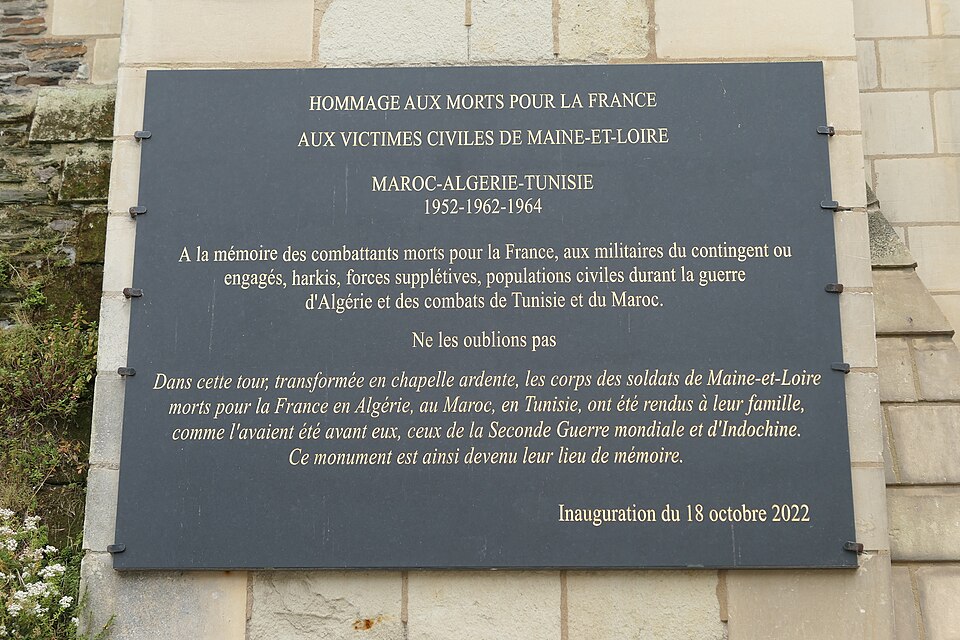 HOMMAGE AUX MORTS POUR LA FRANCE
AUX VICTIMES CIVILES DE MAINE-ET-LOIRE
MAROC-ALGERIE-TUNISIE
1952-1962-1964
A la mémoire des combattants morts pour la France, aux militaires du contingent ou
engagés, harkis, forces supplétives, populations civiles durant la guerre
d'Algérie et des combats de Tunisie et du Maroc.
Ne les oublions pas
Dans cette tour, transformée en chapelle ardente, les corps des soldats de Maine-et-Loire
morts pour la France en Algérie, au Maroc, en Tunisie, ont été rendus à leur famille,
comme l'avaient été avant eux, ceux de la Seconde Guerre mondiale et d'Indochine.
Ce monument est ainsi devenu leur lieu de mémoire.
Inauguration du 18 octobre 2022